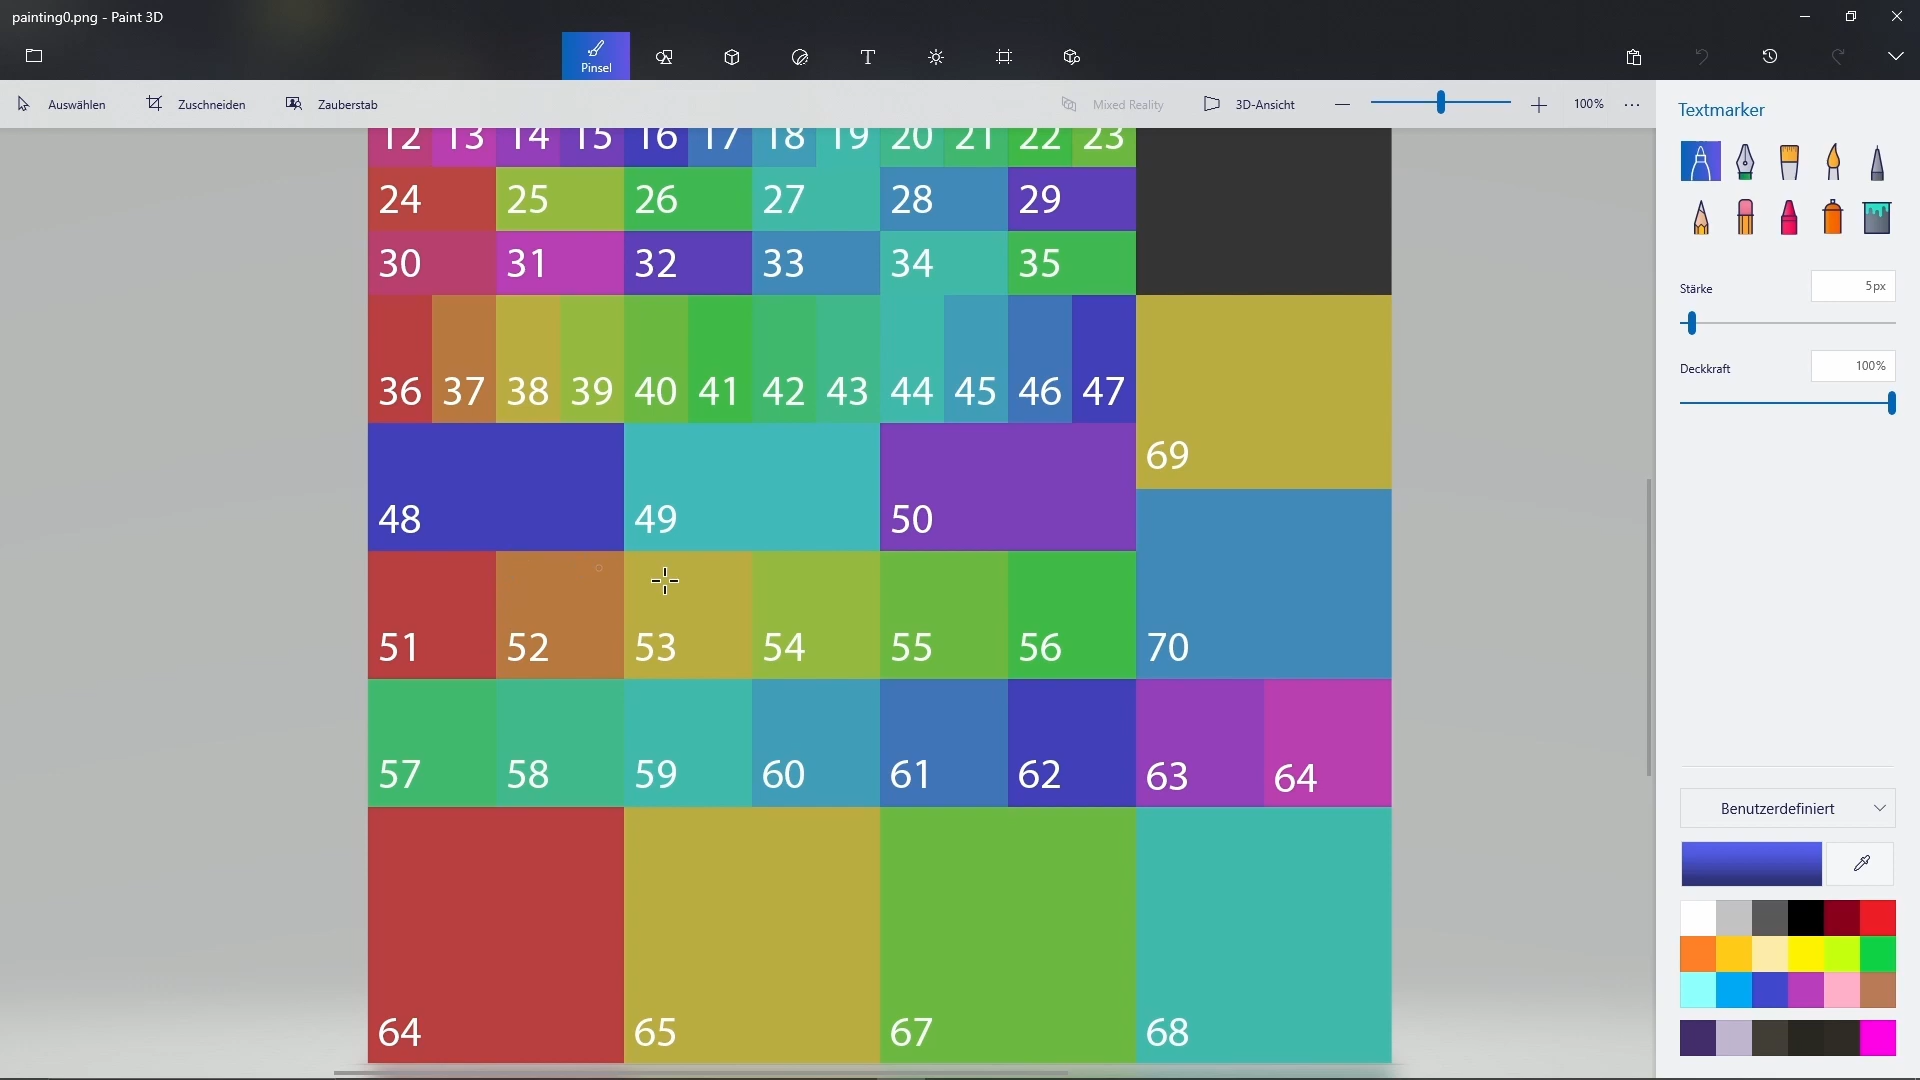 painting0.png - Paint 3D
Pinsel
Auswählen Zuschneiden Zauberstab Mixed Reality 3D-Ansicht 100%
Textmarker
12 13 14 15 16 17 18 19 20 21 22 23
24 25 26 27 28 29
30 31 32 33 34 35
Stärke 5px
36 37 38 39 40 41 42 43 44 45 46 47
Deckkraft 100%
69
48 49 50
51 52 53 54 55 56 70
57 58 59 60 61 62 63 64
Benutzerdefiniert
64 65 67 68